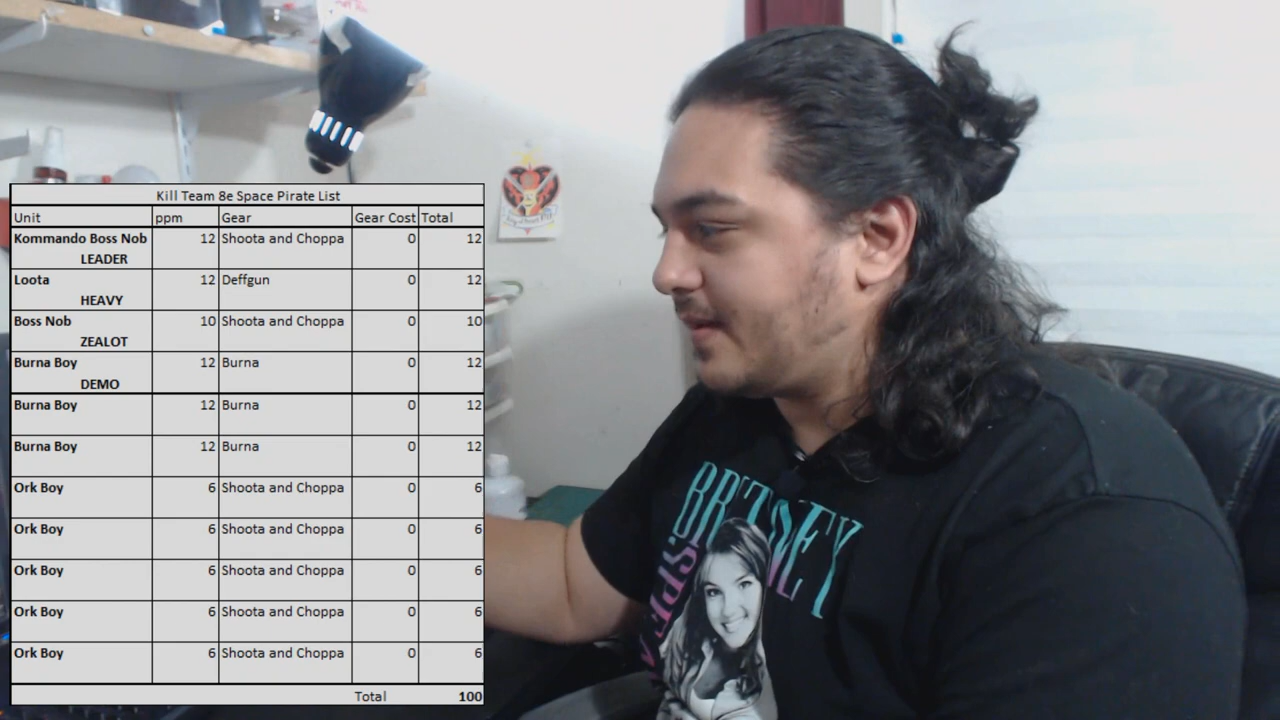 Kill Team 8e Space Pirate List
Unit ppm Gear Gear Cost Total
Kommando Boss Nob 12 Shoota and Choppa 0 12
LEADER
Loota 12 Deffgun 0 12
HEAVY
Boss Nob 10 Shoota and Choppa 0 10
ZEALOT
Burna Boy 12 Burna 0 12
DEMO
Burna Boy 12 Burna 0 12
Burna Boy 12 Burna 0 12
Ork Boy 6 Shoota and Choppa 0 6
Ork Boy 6 Shoota and Choppa 0 6
Ork Boy 6 Shoota and Choppa 0 6
Ork Boy 6 Shoota and Choppa 0 6
Ork Boy 6 Shoota and Choppa 0 6
Total 100
BRITNEY